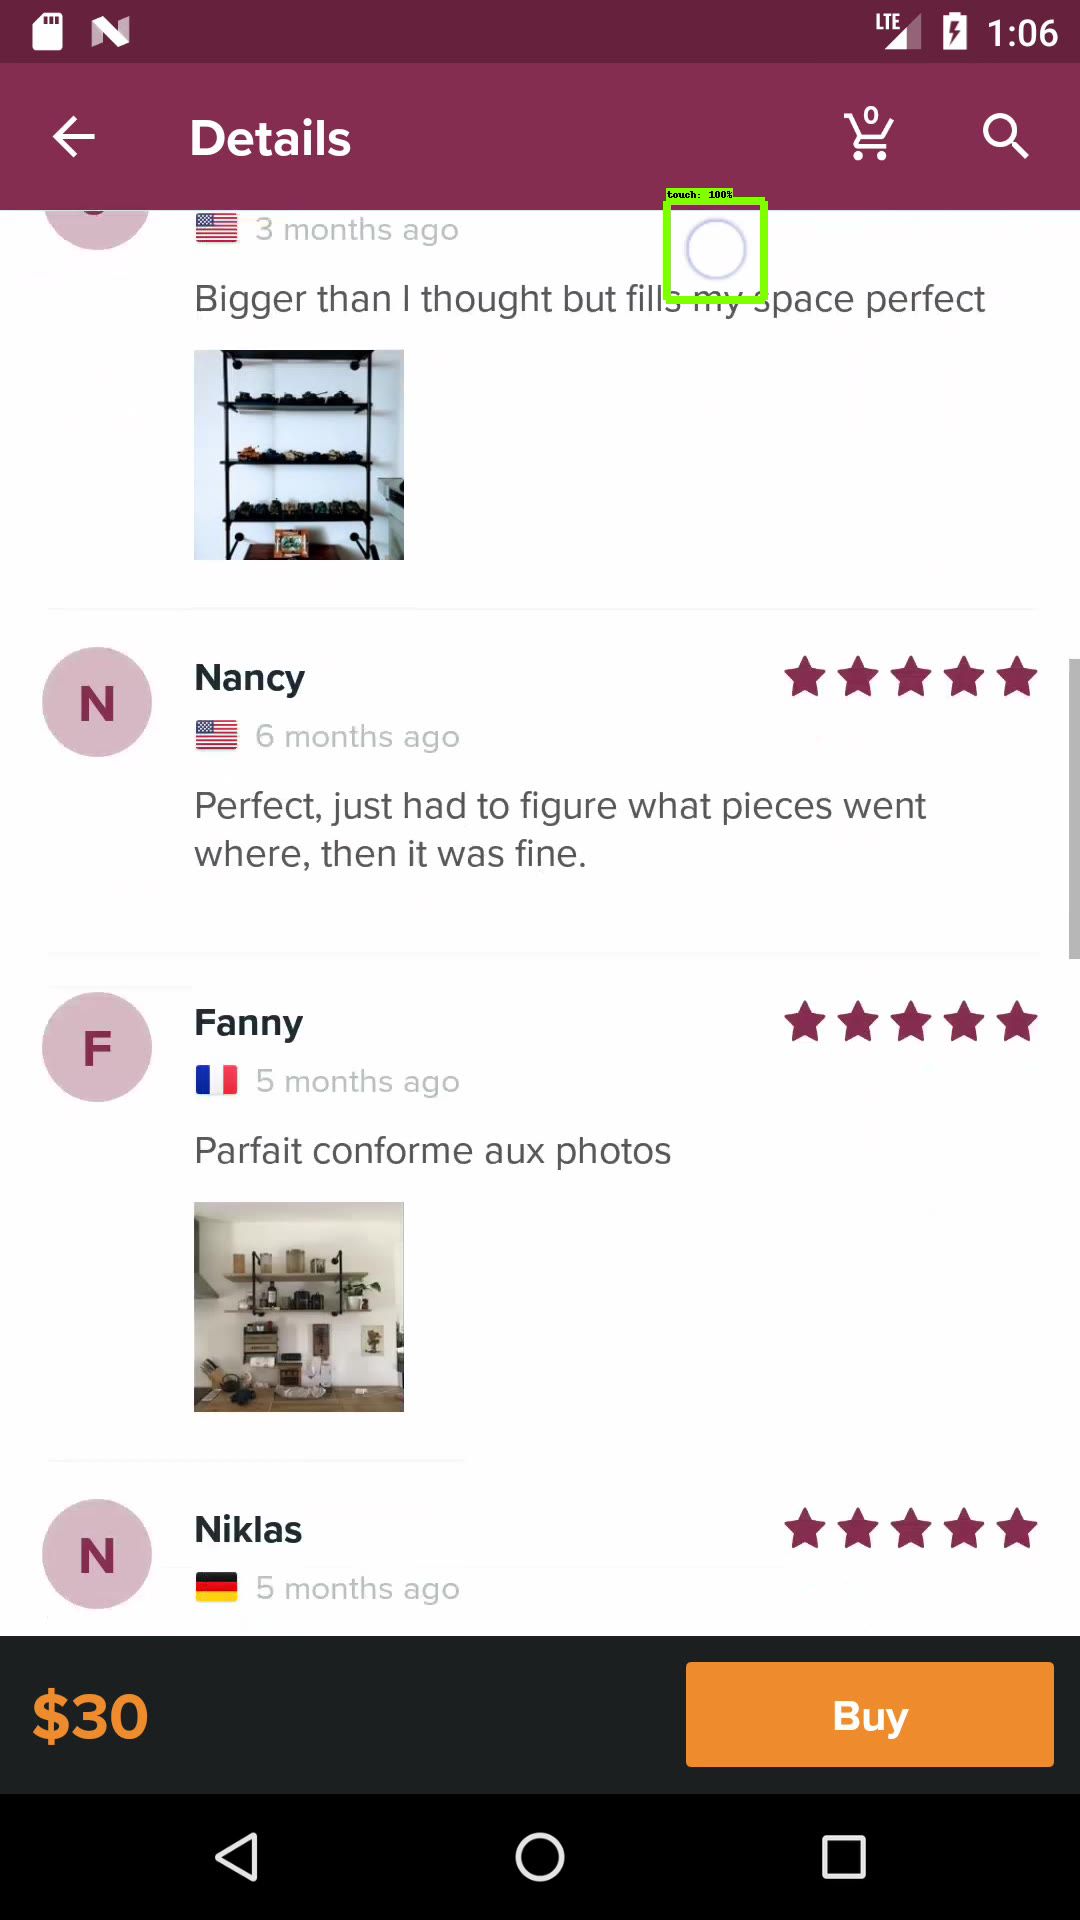 LTE 1:06
Details
0
touch: 100%
3 months ago
Bigger than I thought but fills my space perfect
N
Nancy
6 months ago
Perfect, just had to figure what pieces went
where, then it was fine.
F
Fanny
5 months ago
Parfait conforme aux photos
N
Niklas
5 months ago
$30
Buy